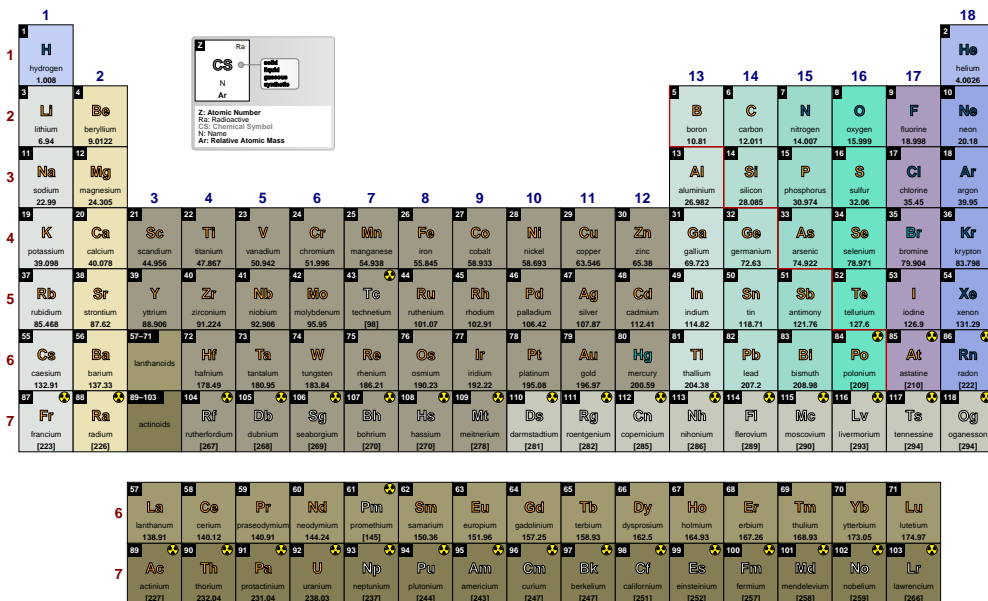 1 18
1 2
1 H He
hydrogen helium
1.008 2 4.0026
13 14 15 16 17
3 4 5 6 7 8 9 10
2 Li Be B C N O F Ne
lithium beryllium boron carbon nitrogen oxygen fluorine neon
6.94 9.0122 10.81 12.011 14.007 15.999 18.998 20.18
Z Ra
CS solid
liquid
gaseous
synthetic
N
Ar
Z: Atomic Number
Ra: Radioactive
CS: Chemical Symbol
N: Name
Ar: Relative Atomic Mass
11 12 13 14 15 16 17 18
3 Na Mg Al Si P S Cl Ar
sodium magnesium aluminium silicon phosphorus sulfur chlorine argon
22.99 24.305 26.982 28.085 30.974 32.06 35.45 39.95
3 4 5 6 7 8 9 10 11 12
19 20 21 22 23 24 25 26 27 28 29 30 31 32 33 34 35 36
4 K Ca Sc Ti V Cr Mn Fe Co Ni Cu Zn Ga Ge As Se Br Kr
potassium calcium scandium titanium vanadium chromium manganese iron cobalt nickel copper zinc gallium germanium arsenic selenium bromine krypton
39.098 40.078 44.956 47.867 50.942 51.996 54.938 55.845 58.933 58.693 63.546 65.38 69.723 72.63 74.922 78.971 79.904 83.798
37 38 39 40 41 42 43 44 45 46 47 48 49 50 51 52 53 54
5 Rb Sr Y Zr Nb Mo Tc Ru Rh Pd Ag Cd In Sn Sb Te I Xe
rubidium strontium yttrium zirconium niobium molybdenum technetium ruthenium rhodium palladium silver cadmium indium tin antimony tellurium iodine xenon
85.468 87.62 88.906 91.224 92.906 95.95 [98] 101.07 102.91 106.42 107.87 112.41 114.82 118.71 121.76 127.6 126.9 131.29
55 56 57–71 72 73 74 75 76 77 78 79 80 81 82 83 84 85 86
6 Cs Ba lanthanoids Hf Ta W Re Os Ir Pt Au Hg Tl Pb Bi Po At Rn
caesium barium hafnium tantalum tungsten rhenium osmium iridium platinum gold mercury thallium lead bismuth polonium astatine radon
132.91 137.33 178.49 180.95 183.84 186.21 190.23 192.22 195.08 196.97 200.59 204.38 207.2 208.98 [209] [210] [222]
87 88 89–103 104 105 106 107 108 109 110 111 112 113 114 115 116 117 118
7 Fr Ra actinoids Rf Db Sg Bh Hs Mt Ds Rg Cn Nh Fl Mc Lv Ts Og
francium radium rutherfordium dubnium seaborgium bohrium hassium meitnerium darmstadtium roentgenium copernicium nihonium flerovium moscovium livermorium tennessine oganesson
[223] [226] [267] [268] [269] [270] [270] [278] [281] [282] [285] [286] [289] [290] [293] [294] [294]
57 58 59 60 61 62 63 64 65 66 67 68 69 70 71
6 La Ce Pr Nd Pm Sm Eu Gd Tb Dy Ho Er Tm Yb Lu
lanthanum cerium praseodymium neodymium promethium samarium europium gadolinium terbium dysprosium holmium erbium thulium ytterbium lutetium
138.91 140.12 140.91 144.24 [145] 150.36 151.96 157.25 158.93 162.5 164.93 167.26 168.93 173.05 174.97
89 90 91 92 93 94 95 96 97 98 99 100 101 102 103
7 Ac Th Pa U Np Pu Am Cm Bk Cf Es Fm Md No Lr
actinium thorium protactinium uranium neptunium plutonium americium curium berkelium californium einsteinium fermium mendelevium nobelium lawrencium
[227] 232.04 231.04 238.03 [237] [244] [243] [247] [247] [251] [252] [257] [258] [259] [266]